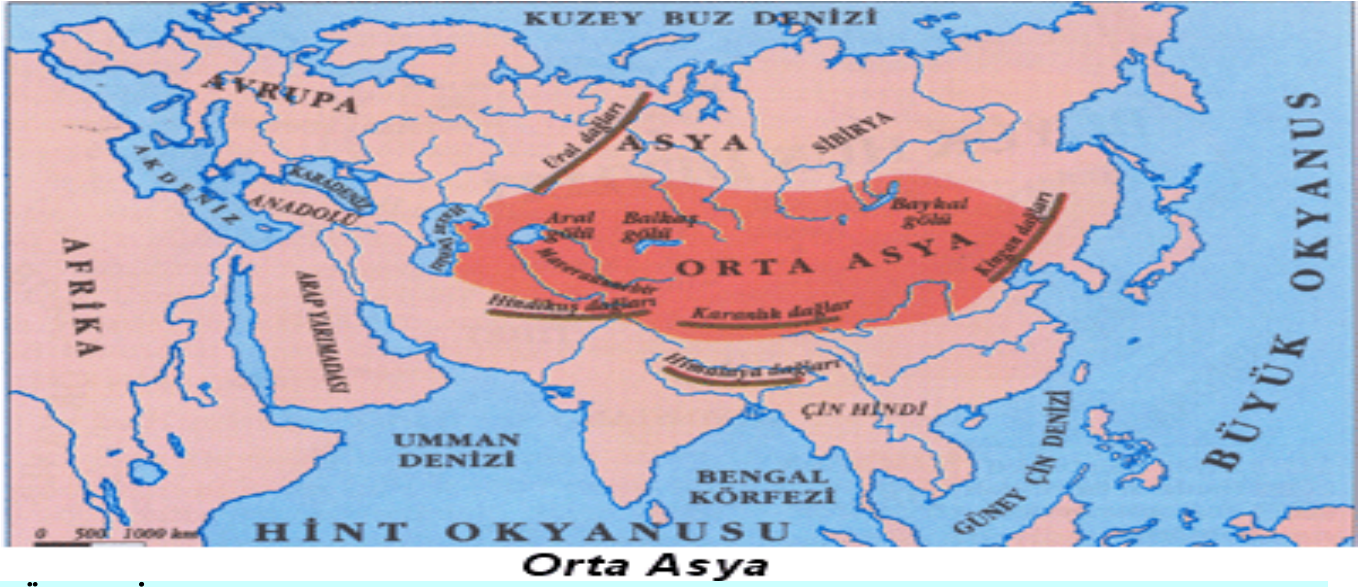 KUZEY BUZ DENİZİ
AVRUPA
Ural dağları
ASYA
SİBİRYA
AKDENİZ
KARADENİZ
ANADOLU
Hazar Denizi
Aral
gölü
Balkaş
gölü
Baykal
gölü
Maveraünnehir
ORTA ASYA
Kingan dağları
Hindikuş dağları
Karanlık dağlar
Himalaya dağları
AFRİKA
ARAP YARIMADASI
ÇİN HİNDİ
UMMAN
DENİZİ
BENGAL
KÖRFEZİ
GÜNEY ÇİN DENİZİ
BÜYÜK OKYANUS
HİNT OKYANUSU
0 500 1000 km
Orta Asya